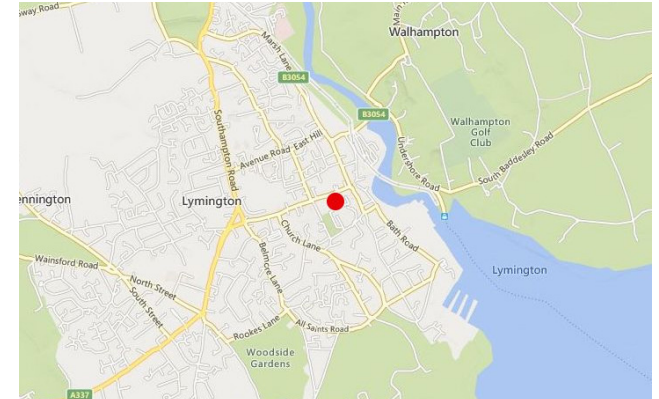 way Road
Walhampton
Marsh Lane
B3054
B3054
Walhampton
Golf
Club
Southampton Road
Avenue Road
East Hill
Undershore Road
South Baddesley Road
ennington
Lymington
Church Lane
Bath Road
Belmore Lane
Wainsford Road
North Street
South Street
Lymington
Rookes Lane
All Saints Road
Woodside
Gardens
A337